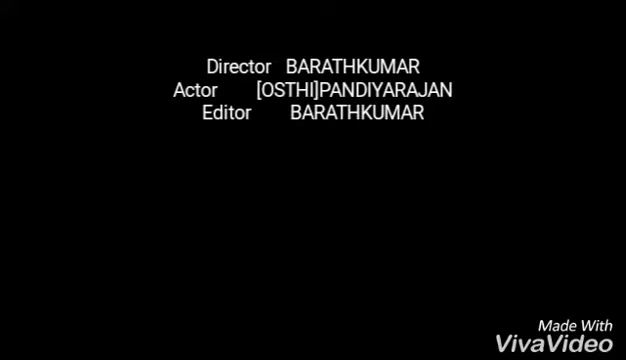 Director BARATHKUMAR
Actor [OSTHI]PANDIYARAJAN
Editor BARATHKUMAR
Made With
VivaVideo